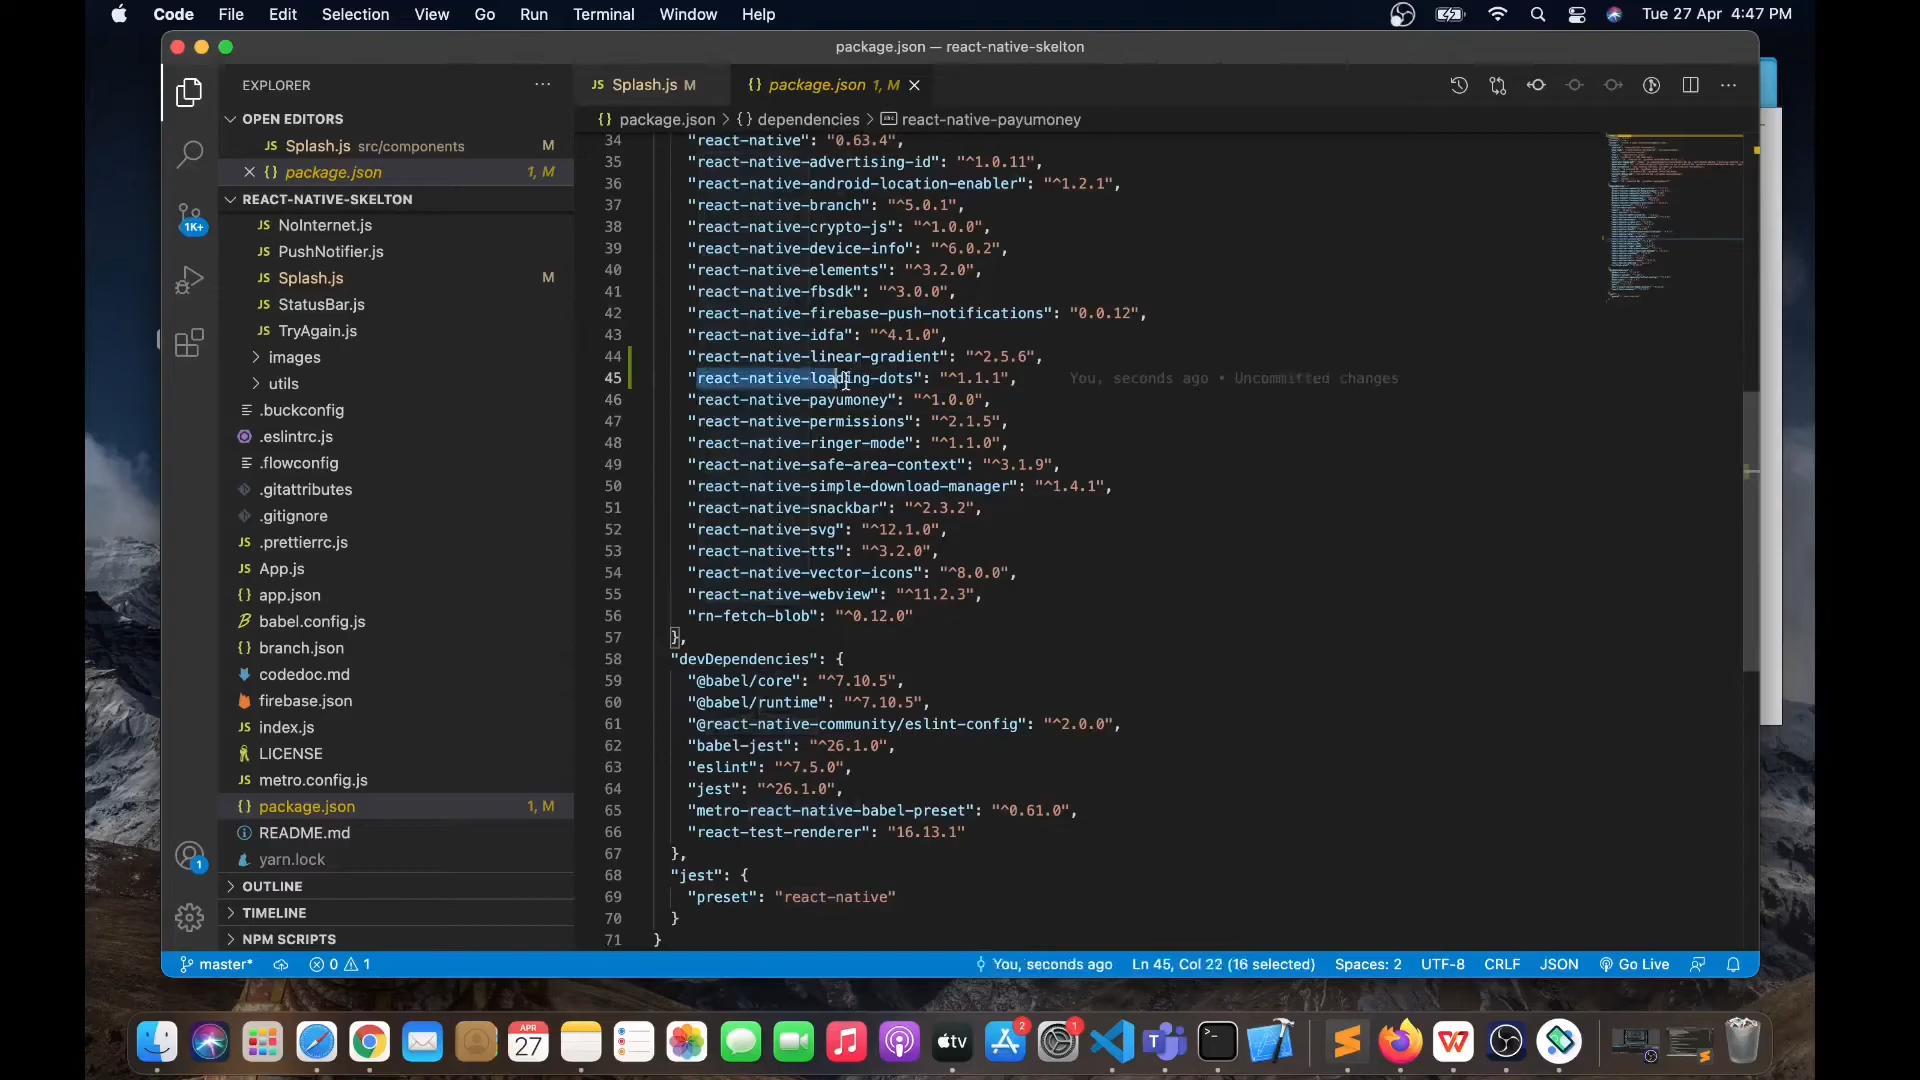 Code File Edit Selection View Go Run Terminal Window Help Tue 27 Apr 4:47 PM
package.json — react-native-skelton
EXPLORER
JS Splash.js M
{} package.json 1, M
{} package.json > {} dependencies > react-native-payumoney
OPEN EDITORS
JS Splash.js src/components M
{} package.json 1, M
REACT-NATIVE-SKELTON
1K+
JS NoInternet.js
JS PushNotifier.js
JS Splash.js M
JS StatusBar.js
JS TryAgain.js
images
utils
.buckconfig
.eslintrc.js
.flowconfig
.gitattributes
.gitignore
JS .prettierrc.js
JS App.js
{} app.json
babel.config.js
{} branch.json
codedoc.md
firebase.json
JS index.js
LICENSE
JS metro.config.js
{} package.json 1, M
README.md
yarn.lock
1
OUTLINE
TIMELINE
NPM SCRIPTS
34 "react-native": "0.63.4",
35 "react-native-advertising-id": "^1.0.11",
36 "react-native-android-location-enabler": "^1.2.1",
37 "react-native-branch": "^5.0.1",
38 "react-native-crypto-js": "^1.0.0",
39 "react-native-device-info": "^6.0.2",
40 "react-native-elements": "^3.2.0",
41 "react-native-fbsdk": "^3.0.0",
42 "react-native-firebase-push-notifications": "0.0.12",
43 "react-native-idfa": "^4.1.0",
44 "react-native-linear-gradient": "^2.5.6",
45 "react-native-loading-dots": "^1.1.1", You, seconds ago • Uncommitted changes
46 "react-native-payumoney": "^1.0.0",
47 "react-native-permissions": "^2.1.5",
48 "react-native-ringer-mode": "^1.1.0",
49 "react-native-safe-area-context": "^3.1.9",
50 "react-native-simple-download-manager": "^1.4.1",
51 "react-native-snackbar": "^2.3.2",
52 "react-native-svg": "^12.1.0",
53 "react-native-tts": "^3.2.0",
54 "react-native-vector-icons": "^8.0.0",
55 "react-native-webview": "^11.2.3",
56 "rn-fetch-blob": "^0.12.0"
57 },
58 "devDependencies": {
59 "@babel/core": "^7.10.5",
60 "@babel/runtime": "^7.10.5",
61 "@react-native-community/eslint-config": "^2.0.0",
62 "babel-jest": "^26.1.0",
63 "eslint": "^7.5.0",
64 "jest": "^26.1.0",
65 "metro-react-native-babel-preset": "^0.61.0",
66 "react-test-renderer": "16.13.1"
67 },
68 "jest": {
69 "preset": "react-native"
70 }
71 }
master* 0 1 You, seconds ago Ln 45, Col 22 (16 selected) Spaces: 2 UTF-8 CRLF JSON Go Live
APR
27
tv
2
1